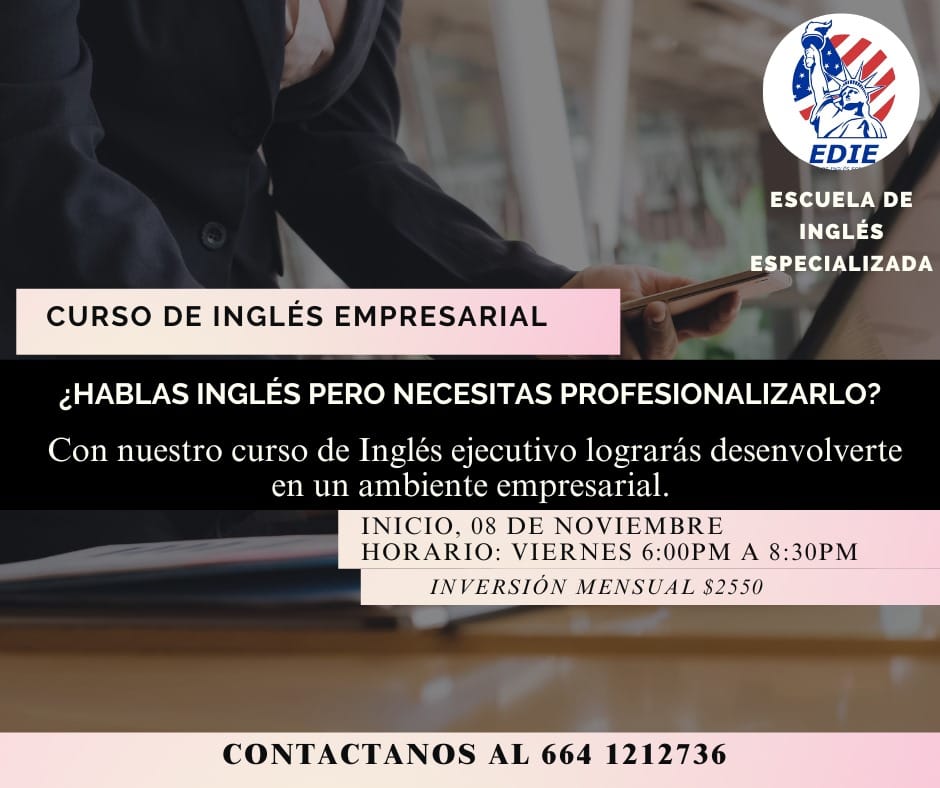 EDIE
ESCUELA DE
INGLÉS
ESPECIALIZADA
CURSO DE INGLÉS EMPRESARIAL
¿HABLAS INGLÉS PERO NECESITAS PROFESIONALIZARLO?
Con nuestro curso de Inglés ejecutivo lograrás desenvolverte
en un ambiente empresarial.
INICIO, 08 DE NOVIEMBRE
HORARIO: VIERNES 6:00PM A 8:30PM
INVERSIÓN MENSUAL $2550
CONTACTANOS AL 664 1212736